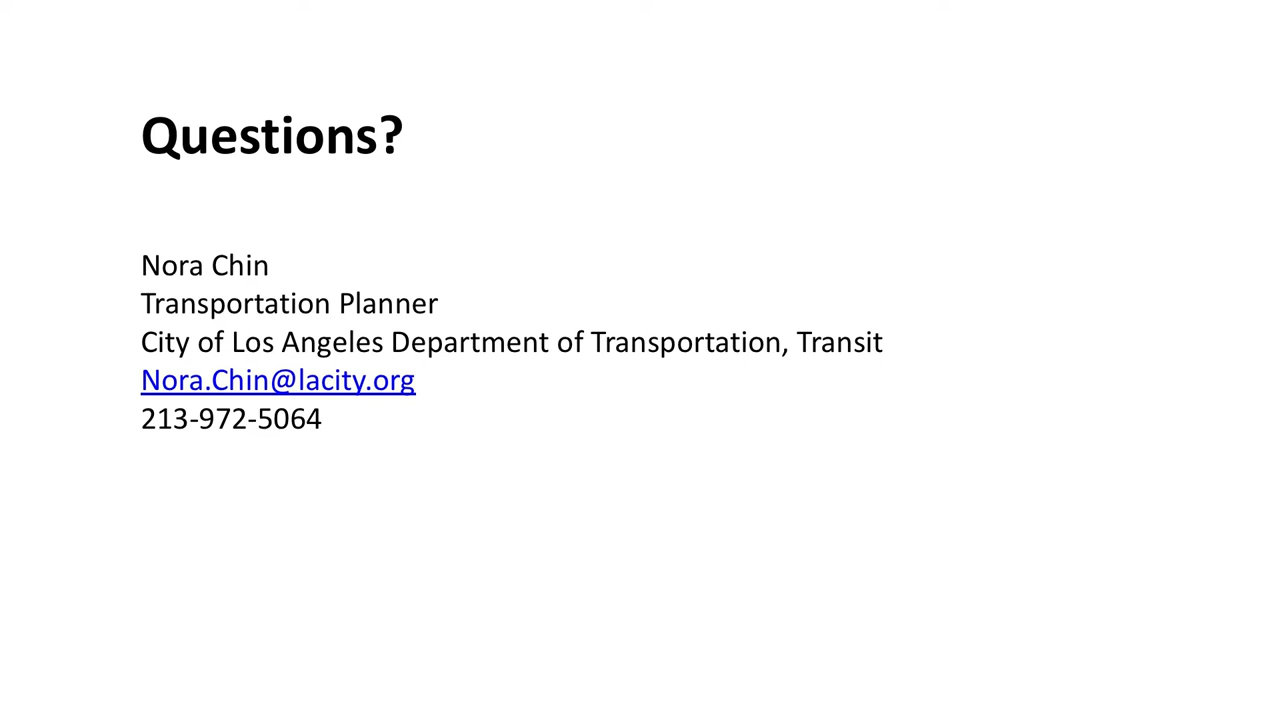 Questions?
Nora Chin
Transportation Planner
City of Los Angeles Department of Transportation, Transit
Nora.Chin@lacity.org
213-972-5064